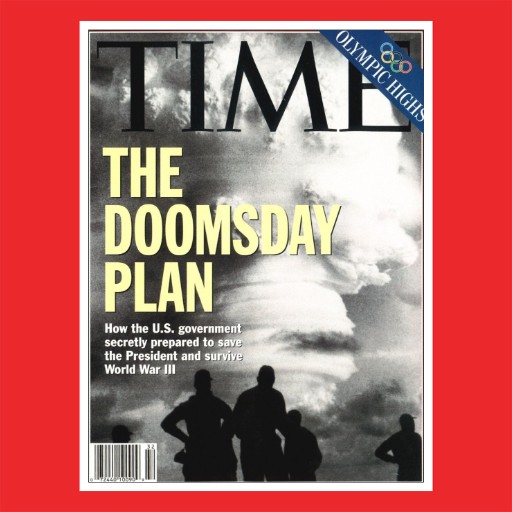 TIME
OLYMPIC HIGHS
THE
DOOMSDAY
PLAN
How the U.S. government
secretly prepared to save
the President and survive
World War III